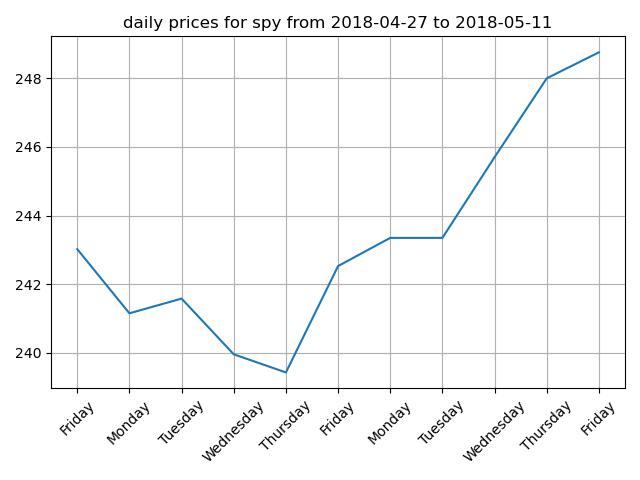 daily prices for spy from 2018-04-27 to 2018-05-11
248
246
244
242
240
Friday
Monday
Tuesday
Wednesday
Thursday
Friday
Monday
Tuesday
Wednesday
Thursday
Friday